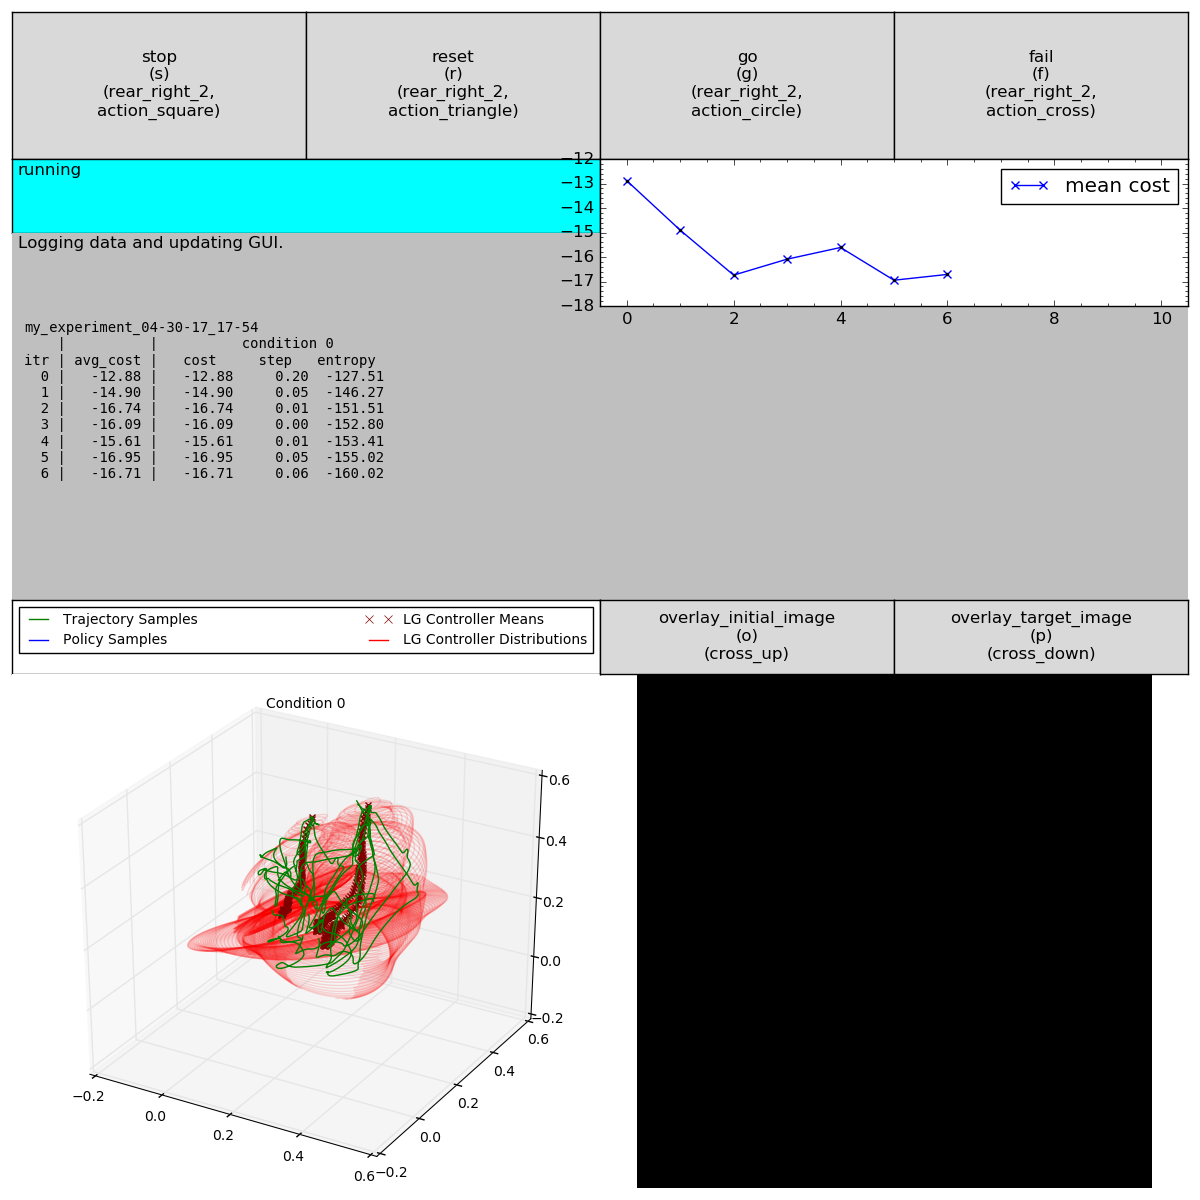 stop
(s)
(rear_right_2,
action_square)
reset
(r)
(rear_right_2,
action_triangle)
go
(g)
(rear_right_2,
action_circle)
fail
(f)
(rear_right_2,
action_cross)
running
Logging data and updating GUI.
−12
−13
−14
−15
−16
−17
−18
0 2 4 6 8 10
mean cost
my_experiment_04-30-17_17-54
| | condition 0
itr | avg_cost | cost step entropy
0 | -12.88 | -12.88 0.20 -127.51
1 | -14.90 | -14.90 0.05 -146.27
2 | -16.74 | -16.74 0.01 -151.51
3 | -16.09 | -16.09 0.00 -152.80
4 | -15.61 | -15.61 0.01 -153.41
5 | -16.95 | -16.95 0.05 -155.02
6 | -16.71 | -16.71 0.06 -160.02
Trajectory Samples
Policy Samples
LG Controller Means
LG Controller Distributions
overlay_initial_image
(o)
(cross_up)
overlay_target_image
(p)
(cross_down)
Condition 0
0.6
0.4
0.2
0.0
−0.2
0.6
0.4
0.2
0.0
−0.2
−0.2
0.0
0.2
0.4
0.6